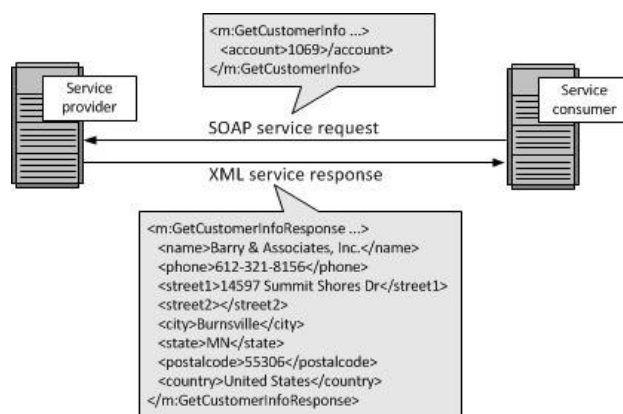 <m:GetCustomerInfo ...>
<account>1069>/account>
</m:GetCustomerInfo>
Service
provider
Service
consumer
SOAP service request
XML service response
<m:GetCustomerInfoResponse ...>
<name>Barry & Associates, Inc.</name>
<phone>612-321-8156</phone>
<street1>14597 Summit Shores Dr</street1>
<street2></street2>
<city>Burnsville</city>
<state>MN</state>
<postalcode>55306</postalcode>
<country>United States</country>
</m:GetCustomerInfoResponse>